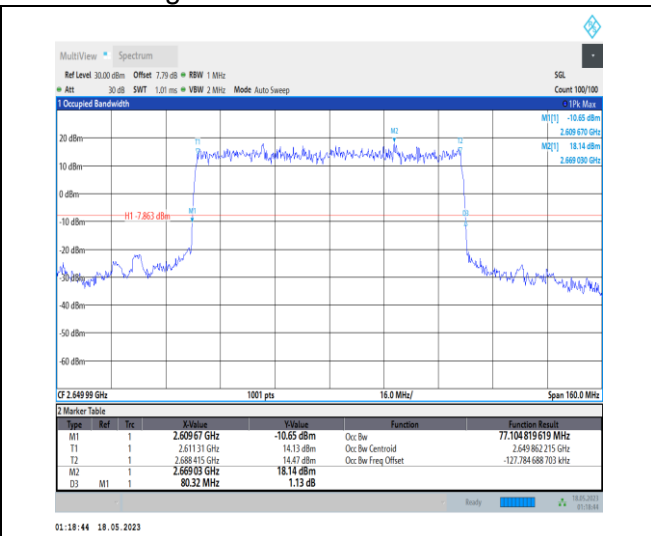 MultiView Spectrum
Ref Level 30.00 dBm Offset 7.79 dB RBW 1 MHz SGL
Att 30 dB SWT 1.01 ms VBW 2 MHz Mode Auto Sweep Count 100/100
1 Occupied Bandwidth 1Pk Max
M1[1] -10.65 dBm
2.609 670 GHz
M2[1] 18.14 dBm
2.669 030 GHz
M2
T1
T2
20 dBm
10 dBm
0 dBm
M1
H1 -7.863 dBm
D3
-10 dBm
-20 dBm
-30 dBm
-40 dBm
-50 dBm
-60 dBm
CF 2.649 99 GHz 1001 pts 16.0 MHz/ Span 160.0 MHz
2 Marker Table
Type Ref Trc X-Value Y-Value Function Function Result
M1 1 2.609 67 GHz -10.65 dBm Occ Bw 77.104 819 619 MHz
T1 1 2.611 31 GHz 14.13 dBm Occ Bw Centroid 2.649 862 215 GHz
T2 1 2.688 415 GHz 14.47 dBm Occ Bw Freq Offset -127.784 688 703 kHz
M2 1 2.669 03 GHz 18.14 dBm
D3 M1 1 80.32 MHz 1.13 dB
Ready 18.05.2023
01:18:44
01:18:44 18.05.2023